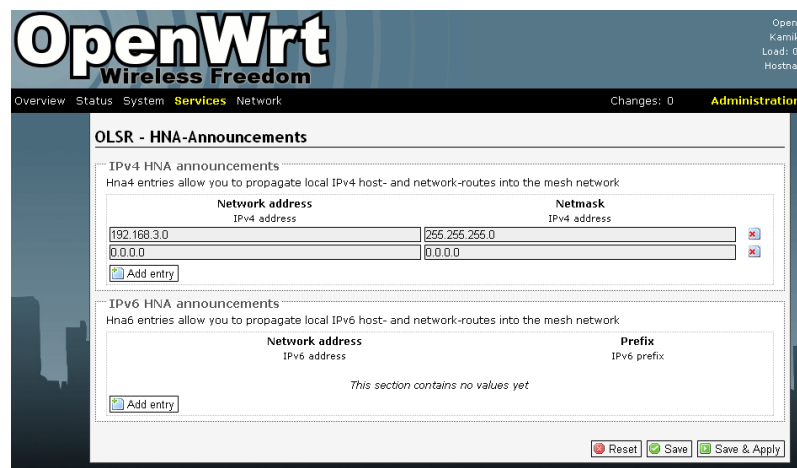 OpenWrt
Wireless Freedom
Open
Kamik
Load: 0
Hostna
Overview Status System Services Network Changes: 0 Administration
OLSR - HNA-Announcements
IPv4 HNA announcements
Hna4 entries allow you to propagate local IPv4 host- and network-routes into the mesh network
Network address Netmask
IPv4 address IPv4 address
192.168.3.0 255.255.255.0
0.0.0.0 0.0.0.0
Add entry
IPv6 HNA announcements
Hna6 entries allow you to propagate local IPv6 host- and network-routes into the mesh network
Network address Prefix
IPv6 address IPv6 prefix
This section contains no values yet
Add entry
Reset Save Save & Apply